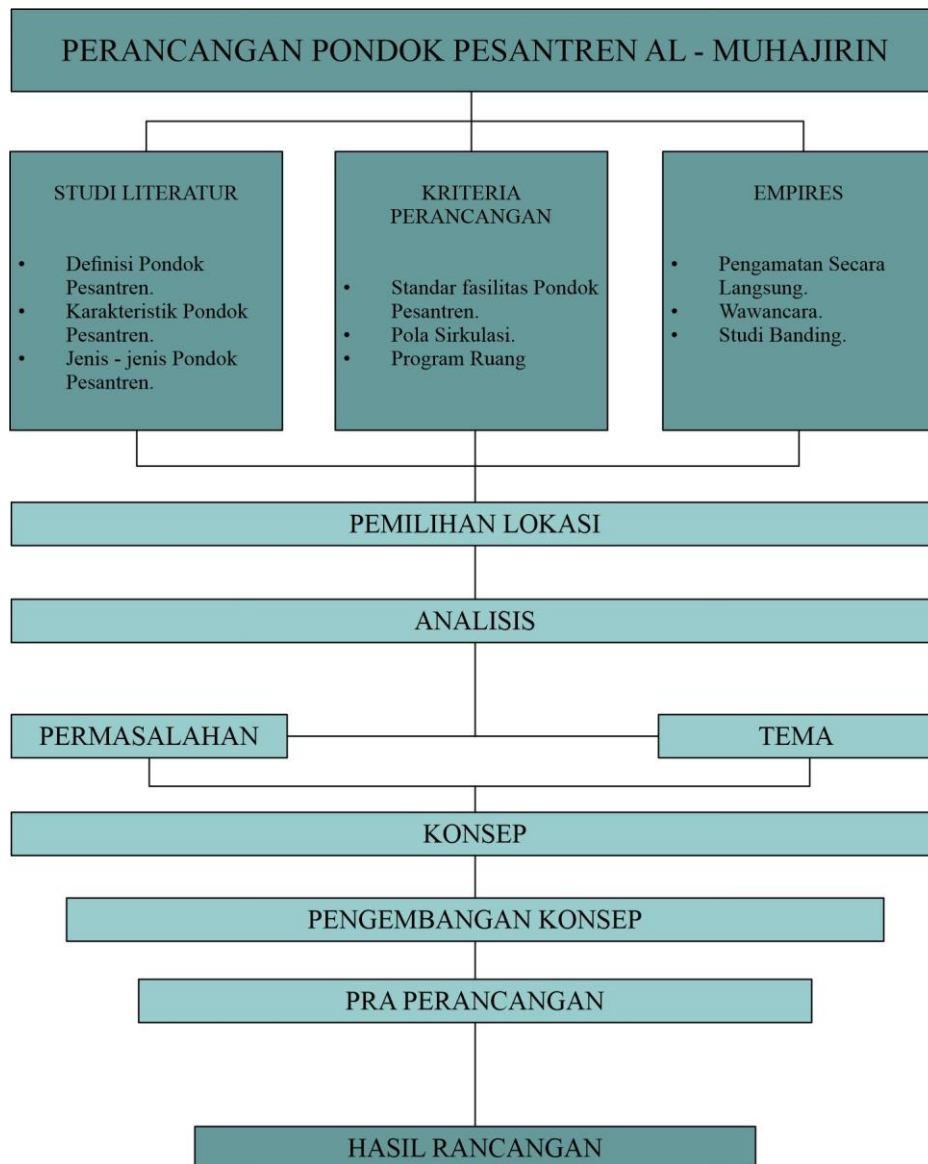 PERANCANGAN PONDOK PESANTREN AL - MUHAJIRIN
STUDI LITERATUR
• Definisi Pondok
Pesantren.
• Karakteristik Pondok
Pesantren.
• Jenis - jenis Pondok
Pesantren.
KRITERIA
PERANCANGAN
• Standar fasilitas Pondok
Pesantren.
• Pola Sirkulasi.
• Program Ruang
EMPIRES
• Pengamatan Secara
Langsung.
• Wawancara.
• Studi Banding.
PEMILIHAN LOKASI
ANALISIS
PERMASALAHAN
TEMA
KONSEP
PENGEMBANGAN KONSEP
PRA PERANCANGAN
HASIL RANCANGAN